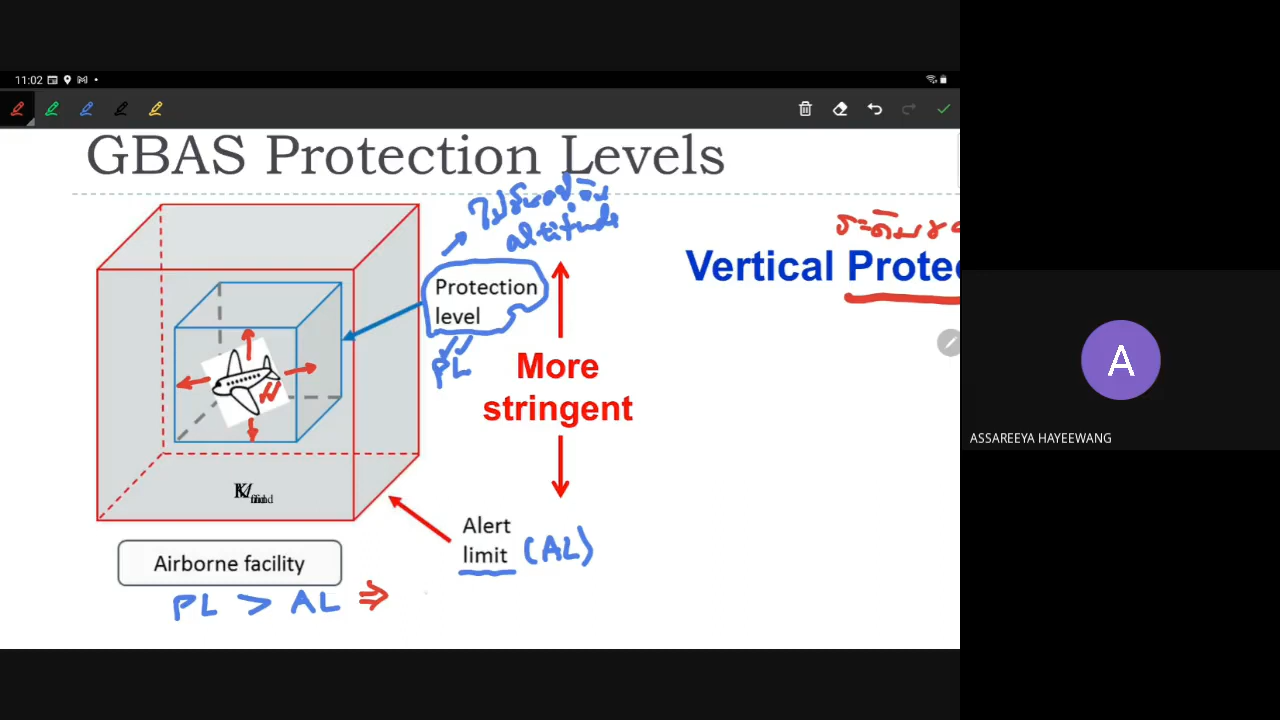 11:02
GBAS Protection Levels
altitude
Vertical Protec
Protection
level
PL
More
stringent
Alert
limit (AL)
Airborne facility
PL > AL ⇒
A
ASSAREEYA HAYEEWANG